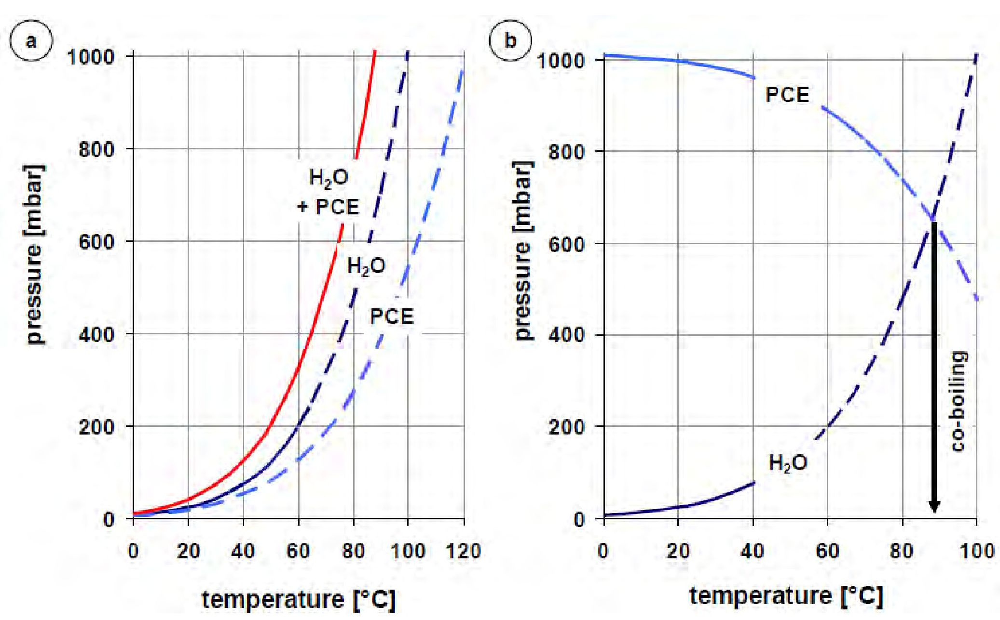 a
pressure [mbar]
1000
800
600
400
200
0
H₂O
+ PCE
H₂O
PCE
0 20 40 60 80 100 120
temperature [°C]
b
pressure [mbar]
1000
800
600
400
200
0
PCE
H₂O
co-boiling
0 20 40 60 80 100
temperature [°C]